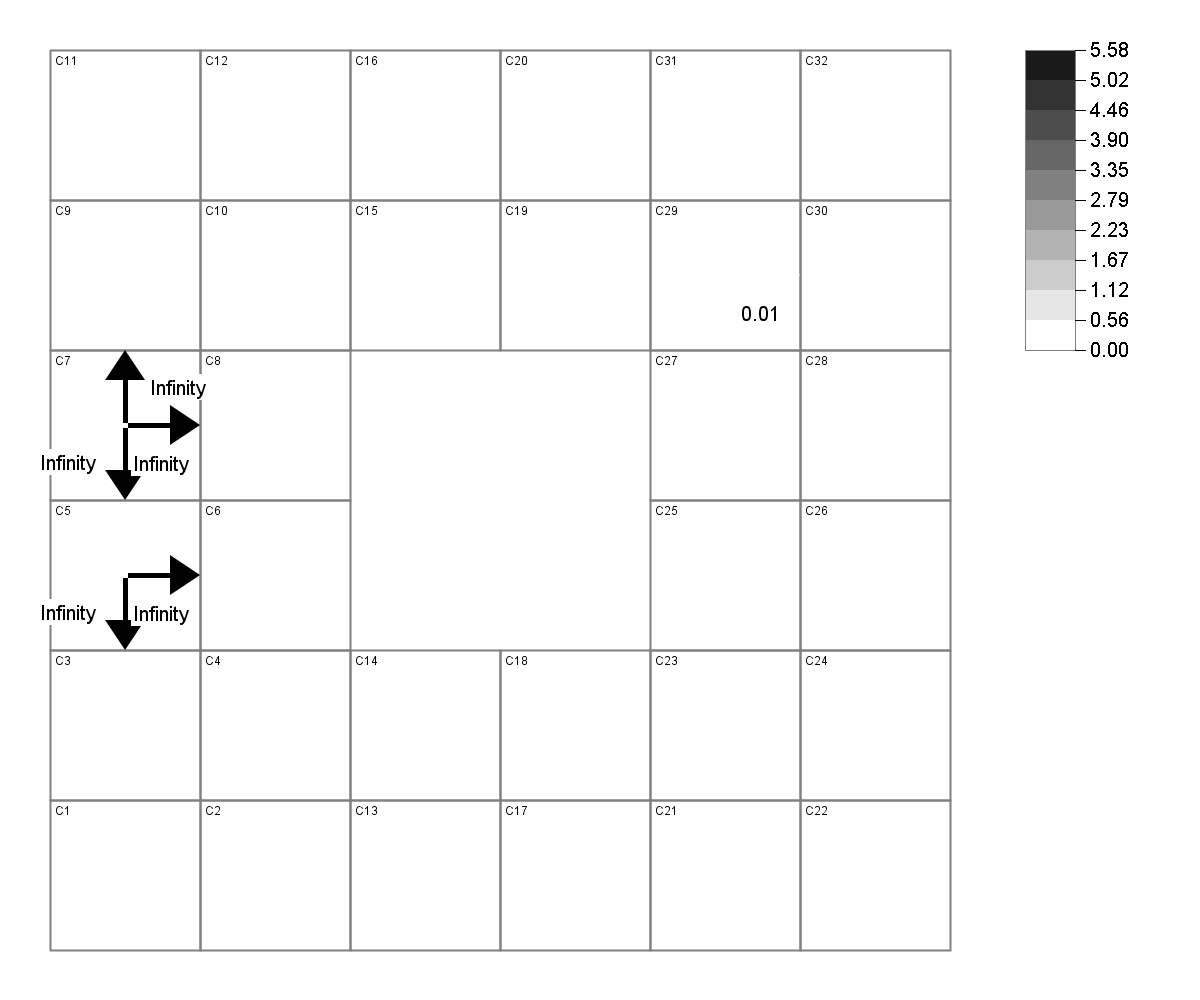 C11 C12 C16 C20 C31 C32
C9 C10 C15 C19 C29 C30
0.01
C7 C8 C27 C28
Infinity
Infinity Infinity
C5 C6 C25 C26
Infinity Infinity
C3 C4 C14 C18 C23 C24
C1 C2 C13 C17 C21 C22
5.58
5.02
4.46
3.90
3.35
2.79
2.23
1.67
1.12
0.56
0.00